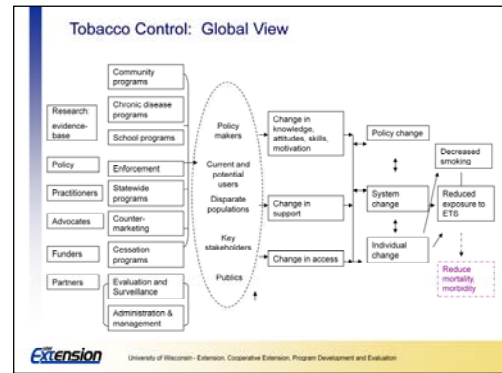 Tobacco Control: Global View
Research:
evidence-
base
Policy
Practitioners
Advocates
Funders
Partners
Community
programs
Chronic disease
programs
School programs
Enforcement
Statewide
programs
Counter-
marketing
Cessation
programs
Evaluation and
Surveillance
Administration &
management
Policy
makers
Current and
potential
users
Disparate
populations
Key
stakeholders
Publics
Change in
knowledge,
attitudes, skills,
motivation
Change in
support
Change in access
Policy change
System
change
Individual
change
Decreased
smoking
Reduced
exposure to
ETS
Reduce
mortality,
morbidity
Extension
University of Wisconsin - Extension, Cooperative Extension, Program Development and Evaluation